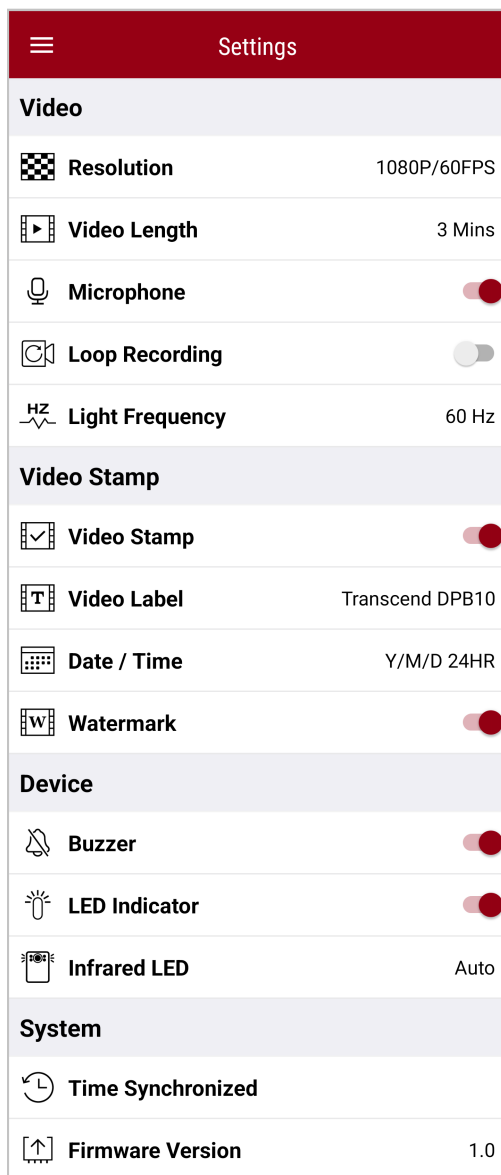 Settings
Video
Resolution 1080P/60FPS
Video Length 3 Mins
Microphone
Loop Recording
HZ Light Frequency 60 Hz
Video Stamp
Video Stamp
T Video Label Transcend DPB10
Date / Time Y/M/D 24HR
W Watermark
Device
Buzzer
LED Indicator
Infrared LED Auto
System
Time Synchronized
Firmware Version 1.0